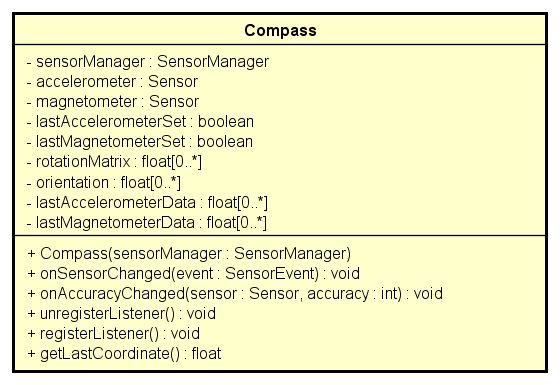 Compass
- sensorManager : SensorManager
- accelerometer : Sensor
- magnetometer : Sensor
- lastAccelerometerSet : boolean
- lastMagnetometerSet : boolean
- rotationMatrix : float[0..*]
- orientation : float[0..*]
- lastAccelerometerData : float[0..*]
- lastMagnetometerData : float[0..*]
+ Compass(sensorManager : SensorManager)
+ onSensorChanged(event : SensorEvent) : void
+ onAccuracyChanged(sensor : Sensor, accuracy : int) : void
+ unregisterListener() : void
+ registerListener() : void
+ getLastCoordinate() : float